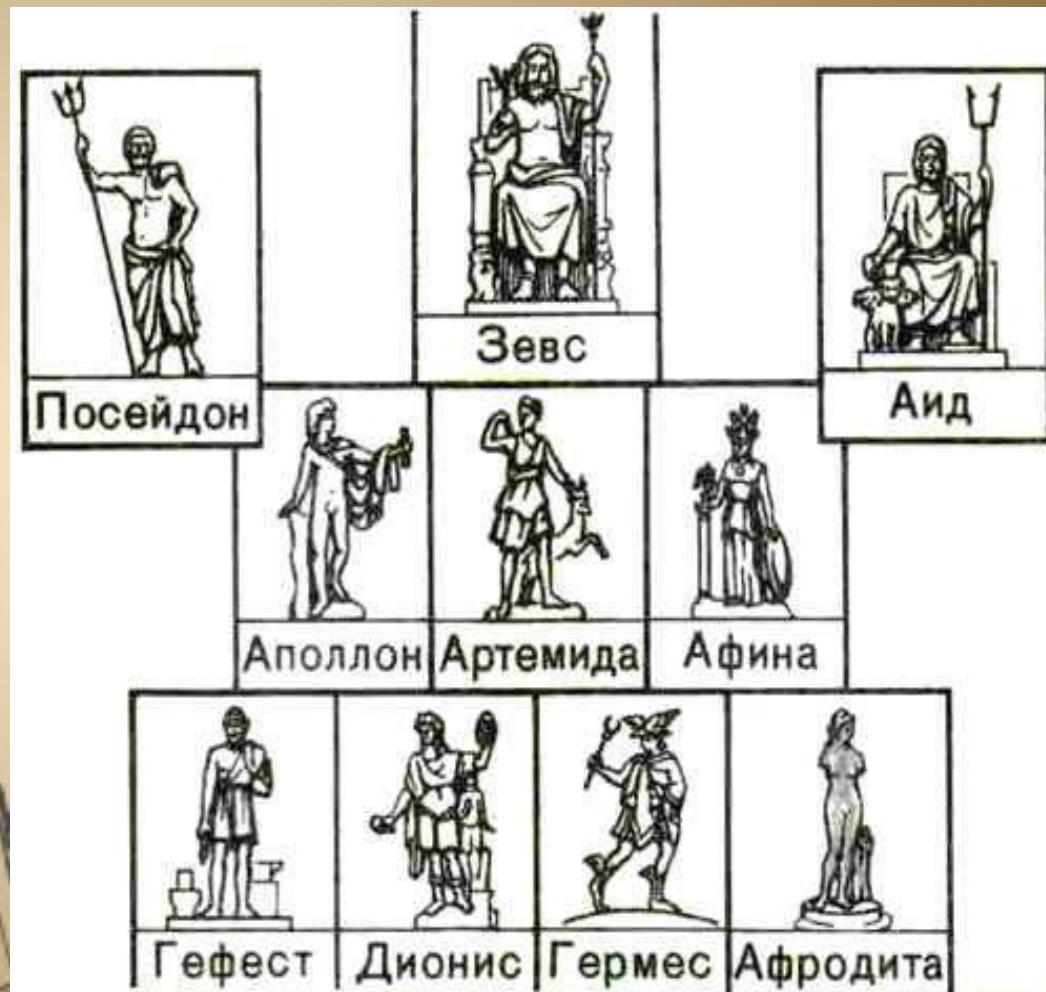 Зевс
Посейдон
Аид
Аполлон
Артемида
Афина
Гефест
Дионис
Гермес
Афродита